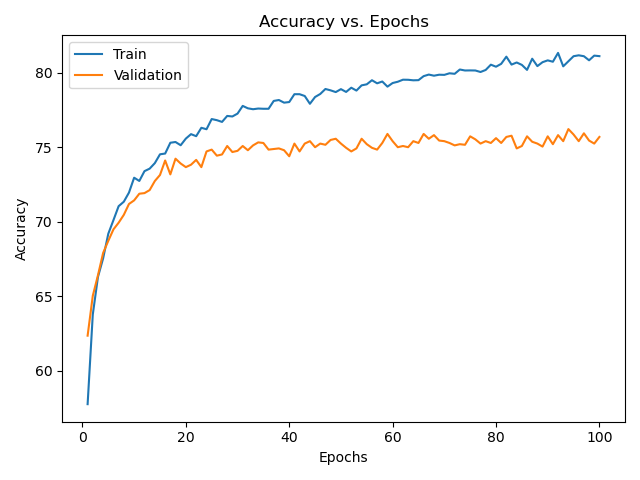 Accuracy vs. Epochs
Train
Validation
80
75
70
65
60
Accuracy
0 20 40 60 80 100
Epochs